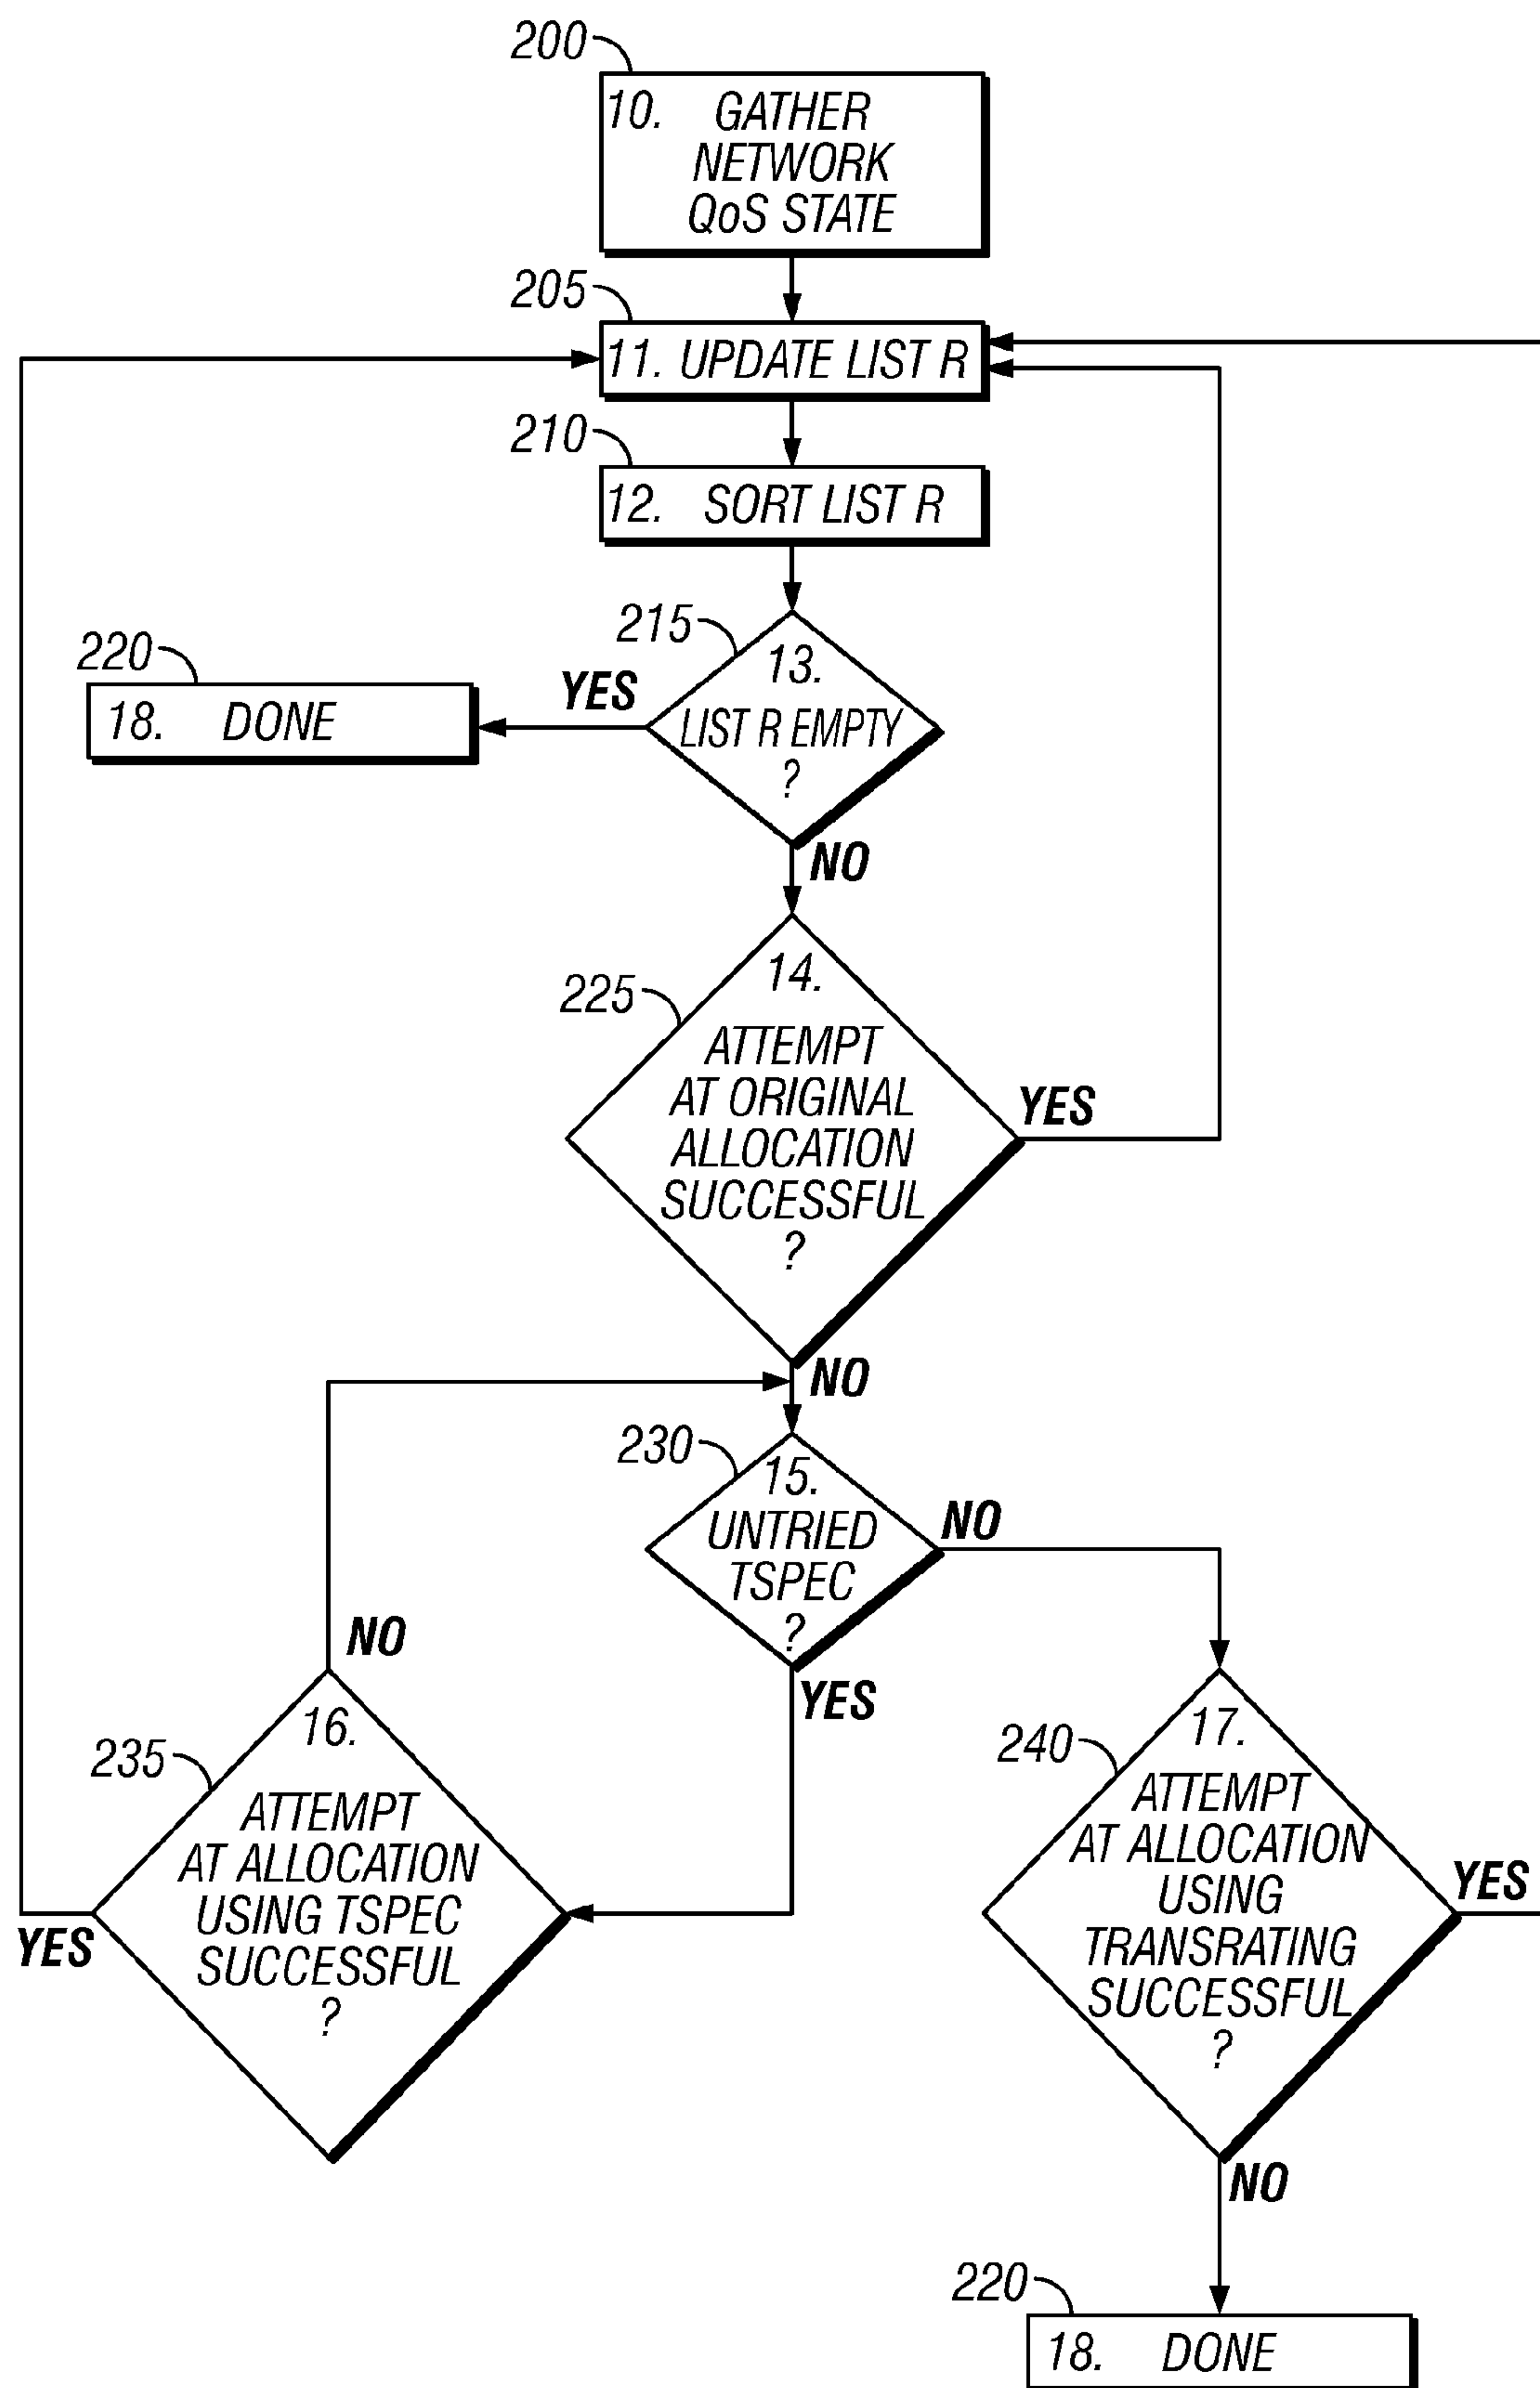 200
10. GATHER
NETWORK
QoS STATE
205
11. UPDATE LIST R
210
12. SORT LIST R
215
13.
LIST R EMPTY
?
YES
220
18. DONE
NO
225
14.
ATTEMPT
AT ORIGINAL
ALLOCATION
SUCCESSFUL
?
YES
NO
230
15.
UNTRIED
TSPEC
?
NO
YES
NO
235
16.
ATTEMPT
AT ALLOCATION
USING TSPEC
SUCCESSFUL
?
YES
240
17.
ATTEMPT
AT ALLOCATION
USING
TRANSRATING
SUCCESSFUL
?
YES
NO
220
18. DONE